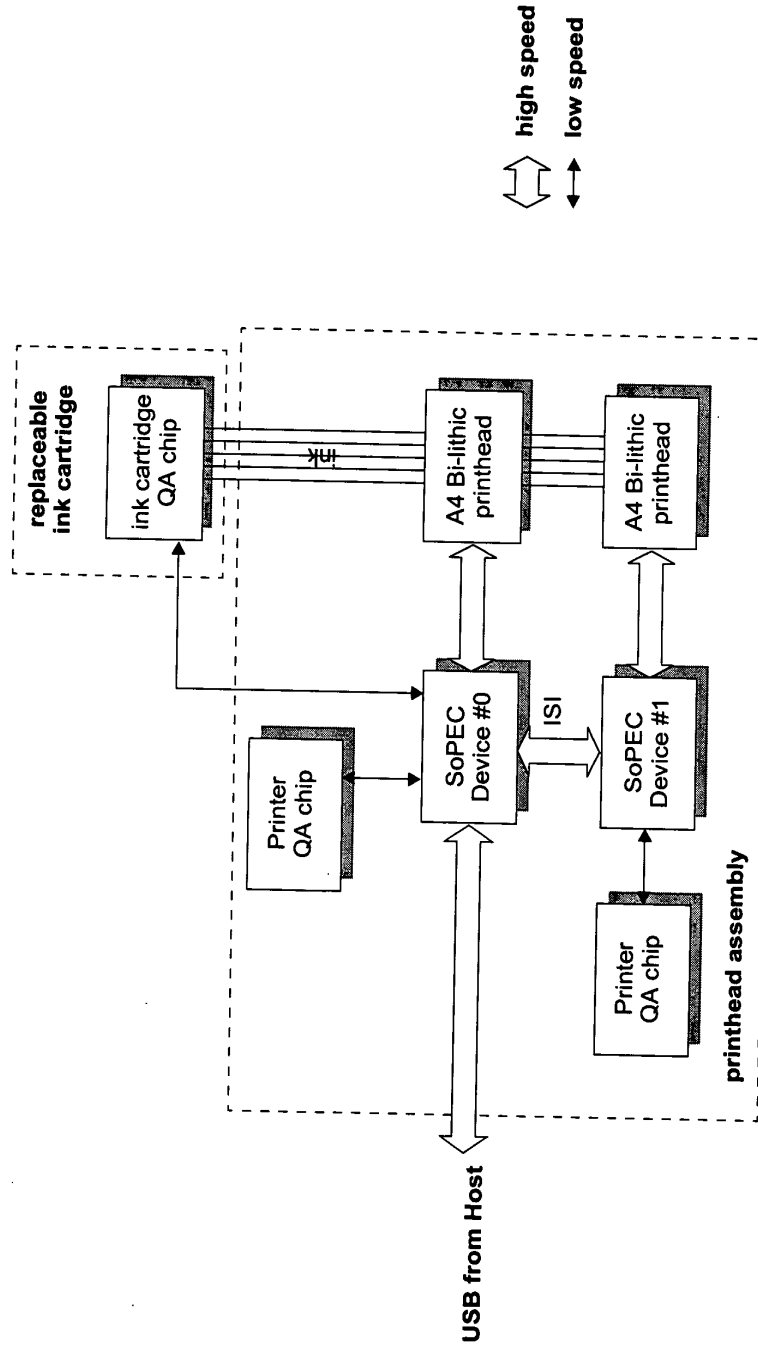 replaceable
ink cartridge
ink cartridge
QA chip
ink
Printer
QA chip
SoPEC
Device #0
A4 Bi-lithic
printhead
ISI
USB from Host
Printer
QA chip
SoPEC
Device #1
A4 Bi-lithic
printhead
printhead assembly
high speed
low speed